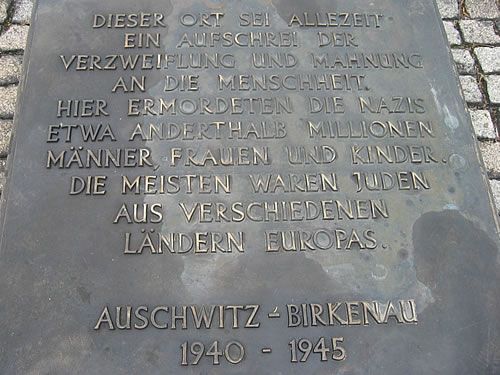 DIESER ORT SEI ALLEZEIT
EIN AUFSCHREI DER
VERZWEIFLUNG UND MAHNUNG
AN DIE MENSCHHEIT.
HIER ERMORDETEN DIE NAZIS
ETWA ANDERTHALB MILLIONEN
MÄNNER, FRAUEN UND KINDER.
DIE MEISTEN WAREN JUDEN
AUS VERSCHIEDENEN
LÄNDERN EUROPAS.
AUSCHWITZ - BIRKENAU
1940 - 1945